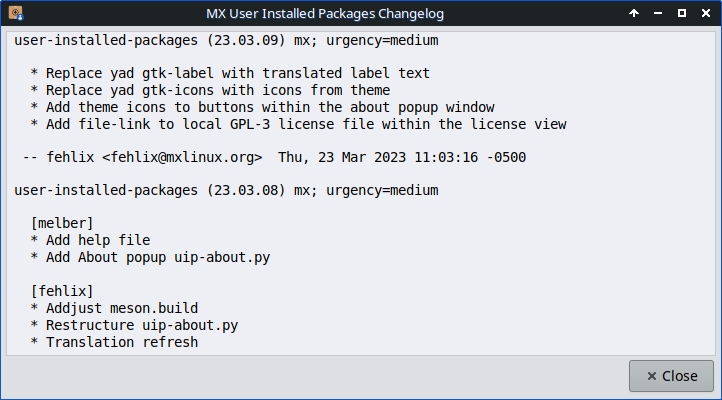 MX User Installed Packages Changelog
user-installed-packages (23.03.09) mx; urgency=medium
* Replace yad gtk-label with translated label text
* Replace yad gtk-icons with icons from theme
* Add theme icons to buttons within the about popup window
* Add file-link to local GPL-3 license file within the license view
-- fehlix <fehlix@mxlinux.org>  Thu, 23 Mar 2023 11:03:16 -0500
user-installed-packages (23.03.08) mx; urgency=medium
[melber]
* Add help file
* Add About popup uip-about.py
[fehlix]
* Addjust meson.build
* Restructure uip-about.py
* Translation refresh
Close